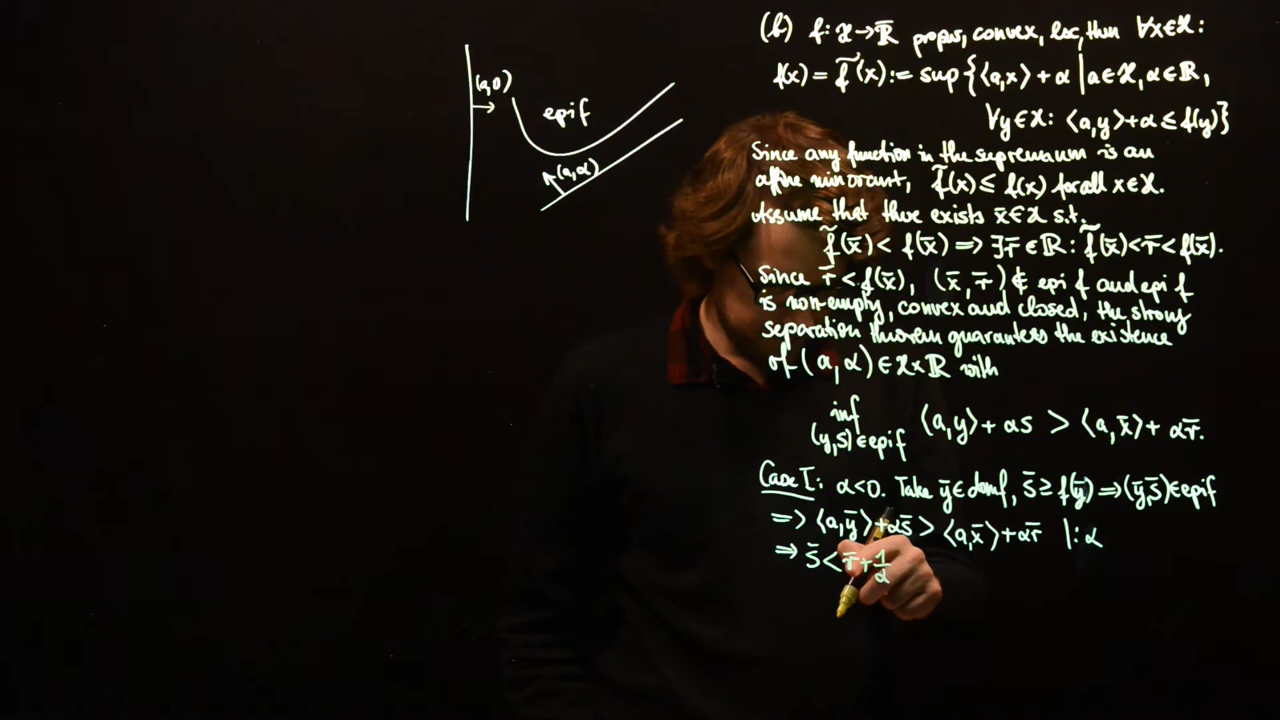 (a,0)
epi f
(a,α)
(b) f: X → R̅ proper, convex, lsc, then ∀x∈X:
f(x) = f̃(x) := sup{⟨a,x⟩ + α | a∈X, α∈R,
∀y∈X: ⟨a,y⟩+α ≤ f(y)}
Since any function in the supremum is an
affine minorant, f̃(x) ≤ f(x) for all x∈X.
Assume that there exists x̄∈X s.t.
f̃(x̄) < f(x̄) ⟹ ∃r̄∈R: f̃(x̄)<r̄<f(x̄).
Since r̄ < f(x̄), (x̄, r̄) ∉ epi f and epi f
is non-empty, convex and closed, the strong
separation theorem guarantees the existence
of (a, α) ∈ X×R with
inf
(y,s)∈epi f ⟨a,y⟩ + αs > ⟨a,x̄⟩ + αr̄.
Case I: α<0. Take ȳ∈dom f, s̄ ≥ f(ȳ) ⟹ (ȳ,s̄)∈epi f
⟹ ⟨a,ȳ⟩+αs̄ > ⟨a,x̄⟩+αr̄ |:α
⟹ s̄ < r̄ + 1/α